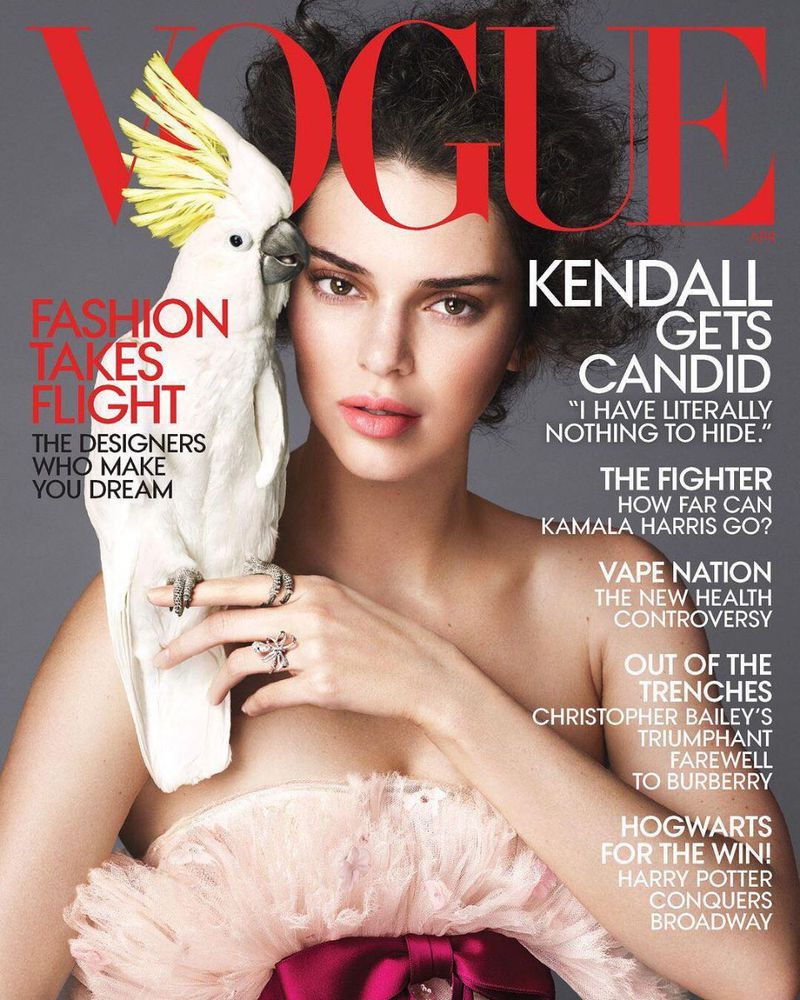 VOGUE
APR
FASHION
TAKES
FLIGHT
THE DESIGNERS
WHO MAKE
YOU DREAM
KENDALL
GETS
CANDID
“I HAVE LITERALLY
NOTHING TO HIDE.”
THE FIGHTER
HOW FAR CAN
KAMALA HARRIS GO?
VAPE NATION
THE NEW HEALTH
CONTROVERSY
OUT OF THE
TRENCHES
CHRISTOPHER BAILEY’S
TRIUMPHANT
FAREWELL
TO BURBERRY
HOGWARTS
FOR THE WIN!
HARRY POTTER
CONQUERS
BROADWAY